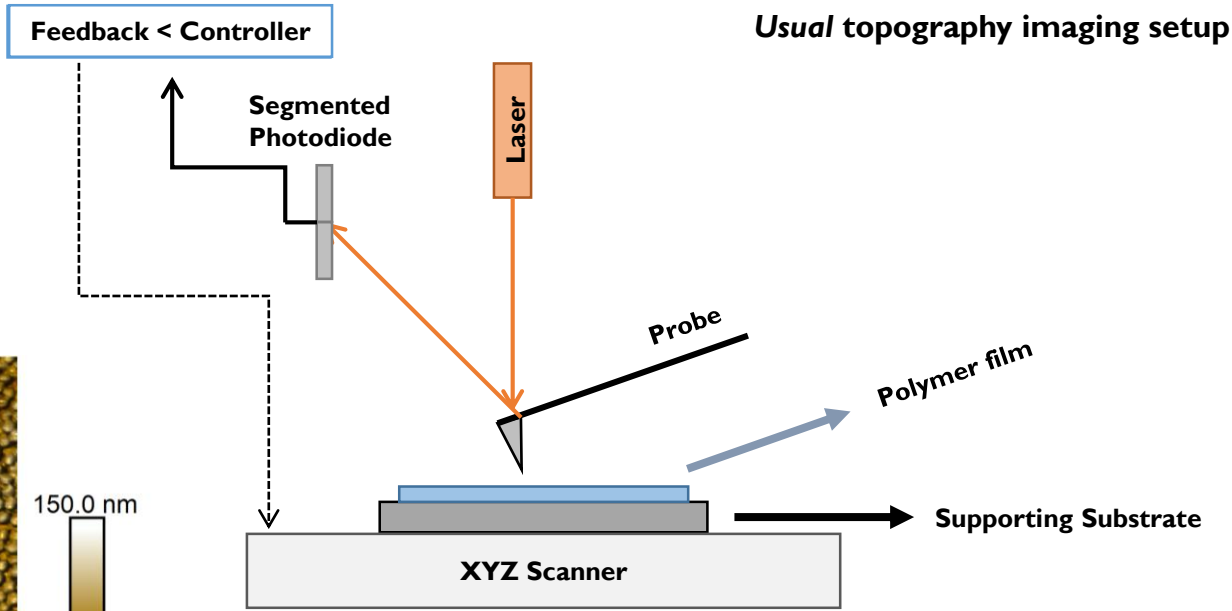 Feedback < Controller
Usual topography imaging setup
Segmented
Photodiode
Laser
Probe
Polymer film
150.0 nm
Supporting Substrate
XYZ Scanner